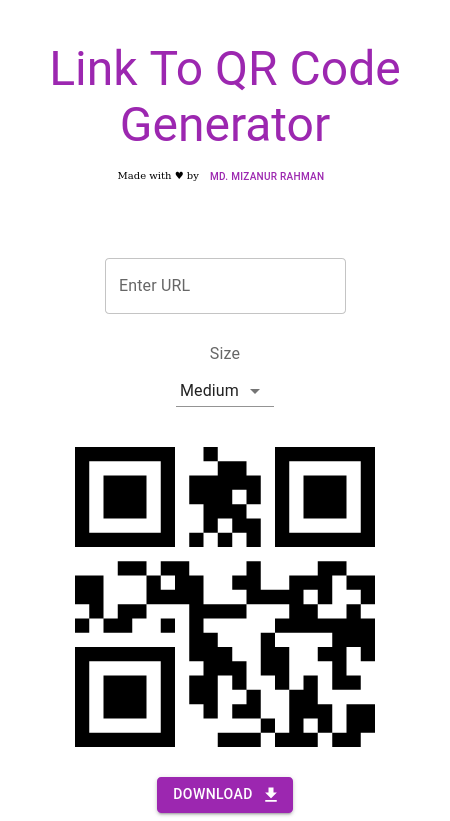 Link To QR Code
Generator
Made with ♥ by MD. MIZANUR RAHMAN
Enter URL
Size
Medium
DOWNLOAD